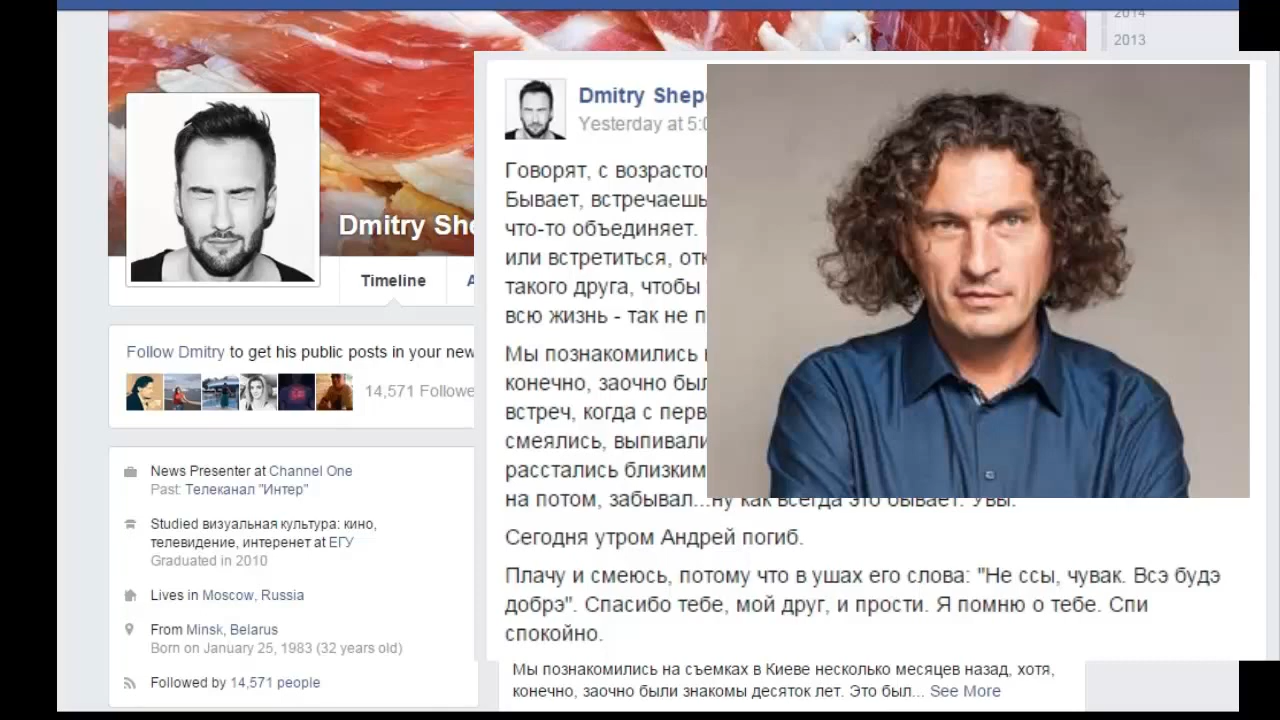 2014
2013
Dmitry She
Timeline
A
Follow Dmitry to get his public posts in your new
14,571 Followe
News Presenter at Channel One
Past: Телеканал "Интер"
Studied визуальная культура: кино,
телевидение, интеренет at ЕГУ
Graduated in 2010
Lives in Moscow, Russia
From Minsk, Belarus
Born on January 25, 1983 (32 years old)
Followed by 14,571 people
Dmitry Shep
Yesterday at 5:0
Говорят, с возрасто
Бывает, встречаешь
что-то объединяет.
или встретиться, отк
такого друга, чтобы
всю жизнь - так не п
Мы познакомились
конечно, заочно был
встреч, когда с перв
смеялись, выпивали
расстались близким
на потом, забывал...ну как всегда это бывает. Увы.
Сегодня утром Андрей погиб.
Плачу и смеюсь, потому что в ушах его слова: "Не ссы, чувак. Всэ будэ
добрэ". Спасибо тебе, мой друг, и прости. Я помню о тебе. Спи
спокойно.
Мы познакомились на съемках в Киеве несколько месяцев назад, хотя,
конечно, заочно были знакомы десяток лет. Это был... See More